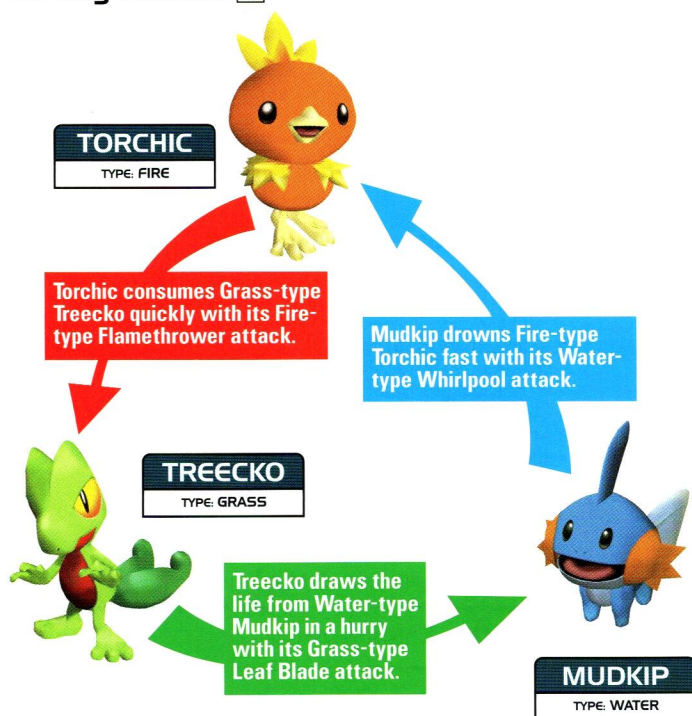 TORCHIC
TYPE: FIRE
Torchic consumes Grass-type
Treecko quickly with its Fire-
type Flamethrower attack.
Mudkip drowns Fire-type
Torchic fast with its Water-
type Whirlpool attack.
TREECKO
TYPE: GRASS
Treecko draws the
life from Water-type
Mudkip in a hurry
with its Grass-type
Leaf Blade attack.
MUDKIP
TYPE: WATER